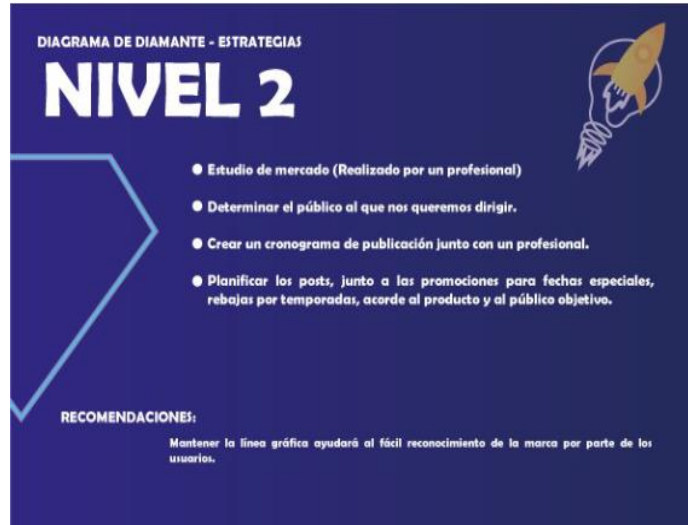 DIAGRAMA DE DIAMANTE - ESTRATEGIAS
NIVEL 2
● Estudio de mercado (Realizado por un profesional)
● Determinar el público al que nos queremos dirigir.
● Crear un cronograma de publicación junto con un profesional.
● Planificar los posts, junto a las promociones para fechas especiales,
rebajas por temporadas, acorde al producto y al público objetivo.
RECOMENDACIONES:
Mantener la línea gráfica ayudará al fácil reconocimiento de la marca por parte de los
usuarios.